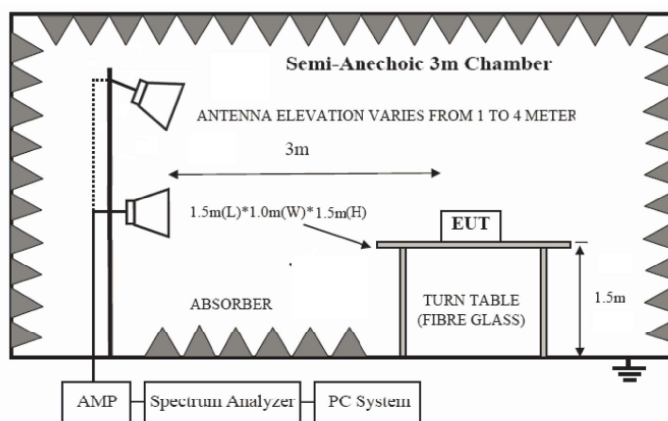 Semi-Anechoic 3m Chamber
ANTENNA ELEVATION VARIES FROM 1 TO 4 METER
3m
1.5m(L)*1.0m(W)*1.5m(H)
EUT
1.5m
ABSORBER
TURN TABLE
(FIBRE GLASS)
AMP
Spectrum Analyzer
PC System